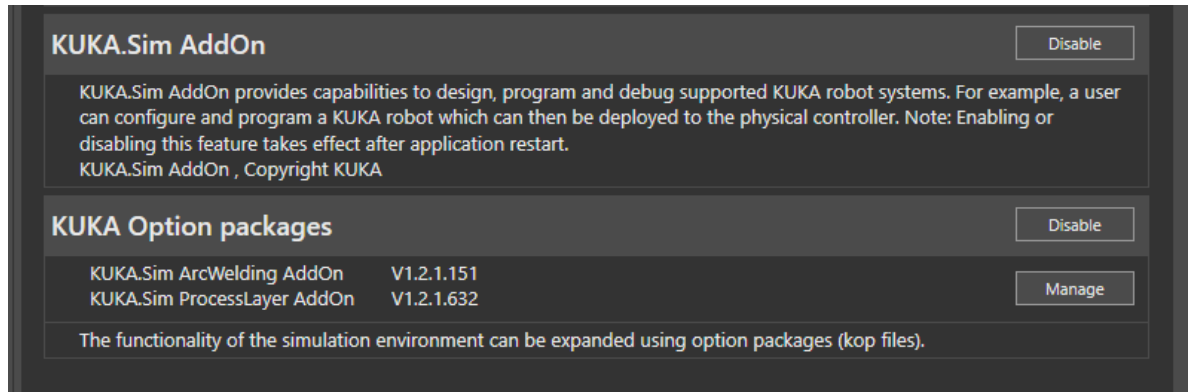 KUKA.Sim AddOn
Disable
KUKA.Sim AddOn provides capabilities to design, program and debug supported KUKA robot systems. For example, a user
can configure and program a KUKA robot which can then be deployed to the physical controller. Note: Enabling or
disabling this feature takes effect after application restart.
KUKA.Sim AddOn , Copyright KUKA
KUKA Option packages
Disable
KUKA.Sim ArcWelding AddOn V1.2.1.151
KUKA.Sim ProcessLayer AddOn V1.2.1.632
Manage
The functionality of the simulation environment can be expanded using option packages (kop files).